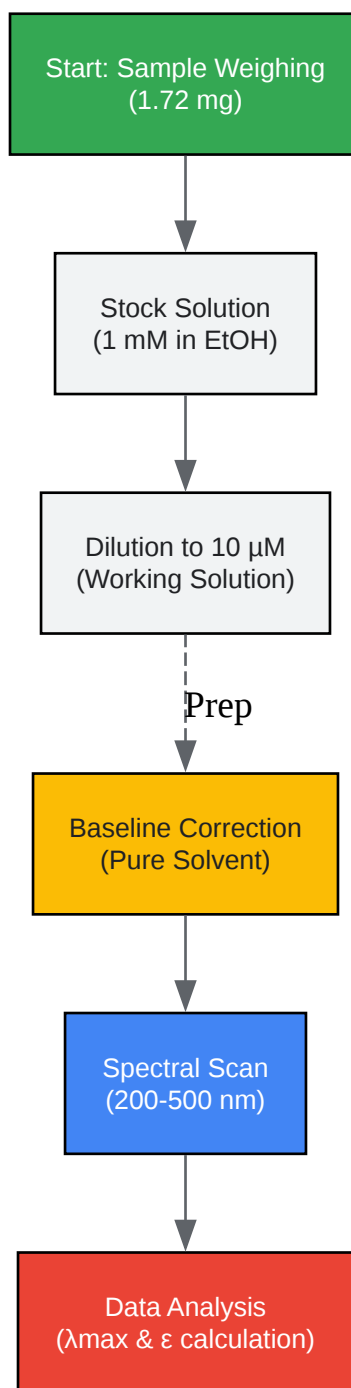 Start: Sample Weighing
(1.72 mg)
Stock Solution
(1 mM in EtOH)
Dilution to 10 µM
(Working Solution)
Prep
Baseline Correction
(Pure Solvent)
Spectral Scan
(200-500 nm)
Data Analysis
(λmax & ε calculation)